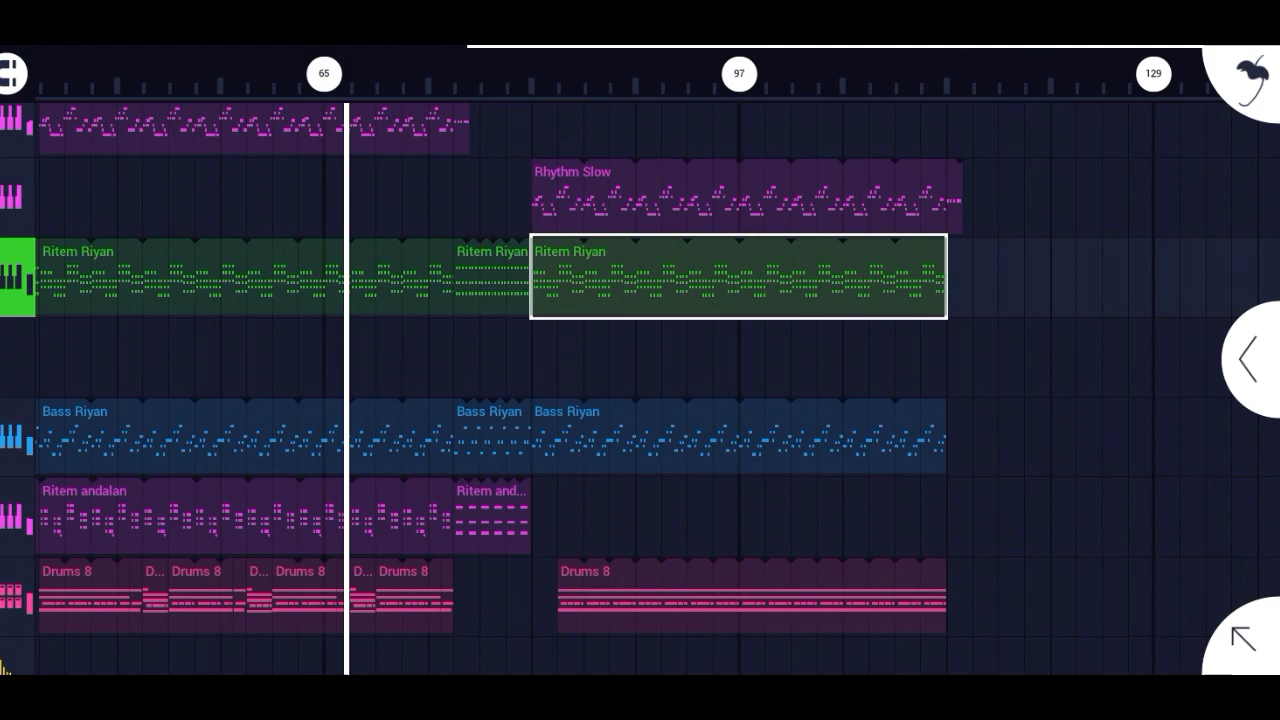 65
97
129
Rhythm Slow
Ritem Riyan
Ritem Riyan
Ritem Riyan
Bass Riyan
Bass Riyan
Bass Riyan
Ritem andalan
Ritem and...
Drums 8
D...
Drums 8
D...
Drums 8
D...
Drums 8
Drums 8